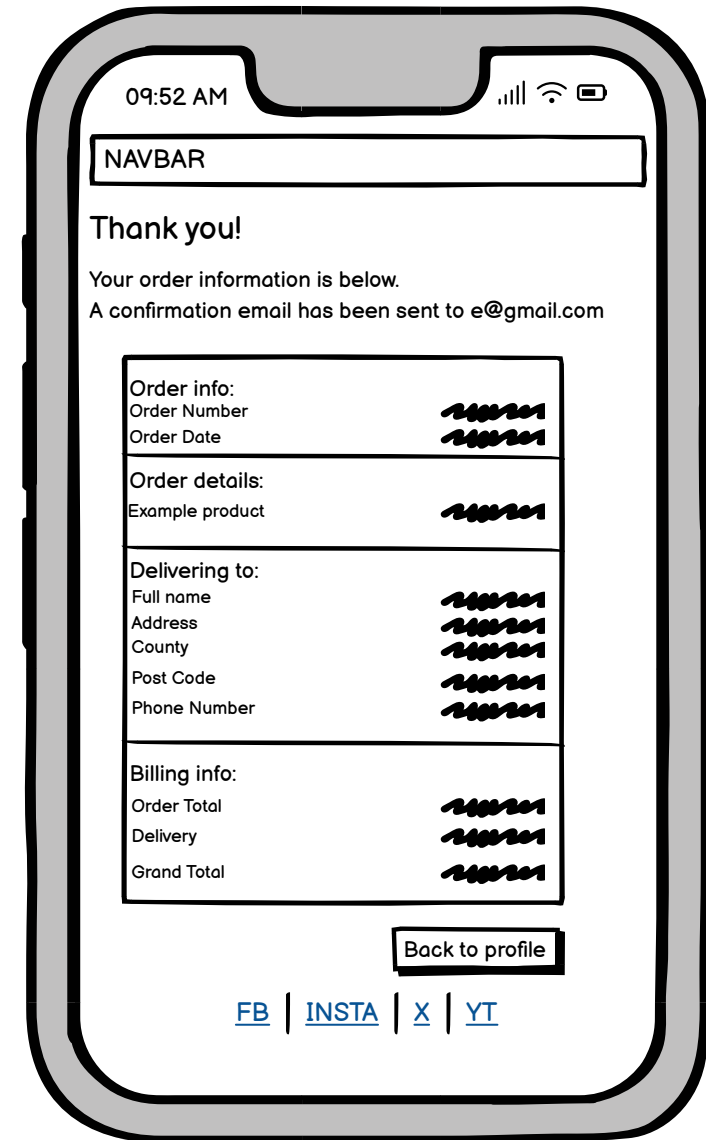 09:52 AM
NAVBAR
Thank you!
Your order information is below.
A confirmation email has been sent to e@gmail.com
Order info:
Order Number
Order Date
Order details:
Example product
Delivering to:
Full name
Address
County
Post Code
Phone Number
Billing info:
Order Total
Delivery
Grand Total
Back to profile
FB | INSTA | X | YT